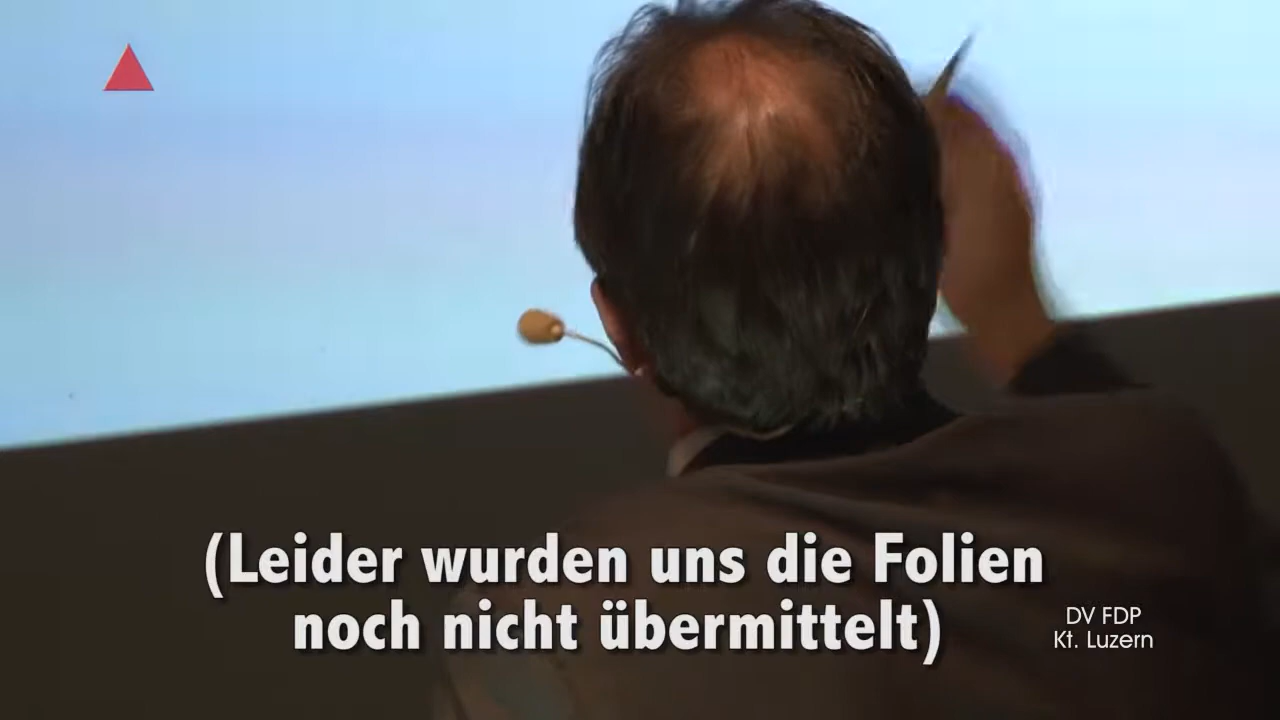 (Leider wurden uns die Folien
noch nicht übermittelt)
DV FDP
Kt. Luzern